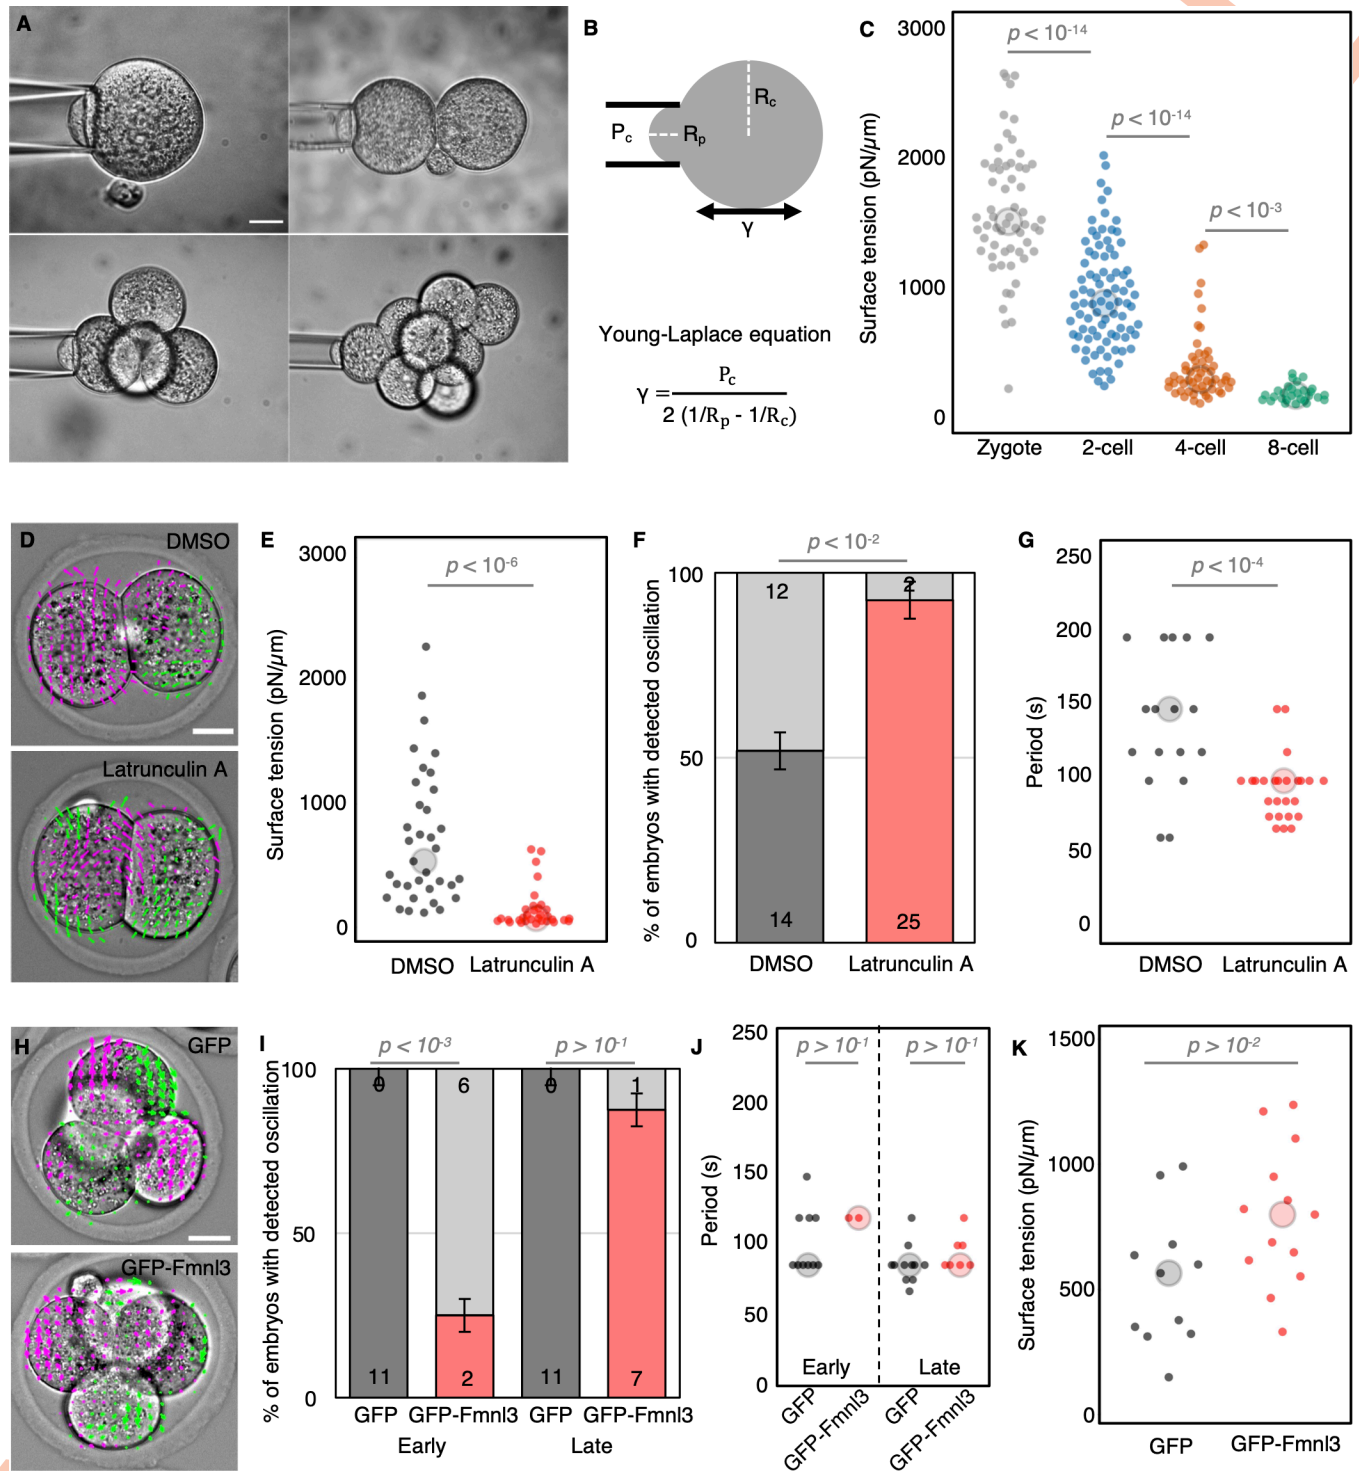 A
B
P꜀
Rₚ
R꜀
γ
Young-Laplace equation
γ = P꜀ / 2 (1/Rₚ - 1/R꜀)
C
Surface tension (pN/µm)
3000
2000
1000
0
p < 10⁻¹⁴
p < 10⁻¹⁴
p < 10⁻³
Zygote 2-cell 4-cell 8-cell
D
DMSO
Latrunculin A
E
Surface tension (pN/µm)
3000
2000
1000
0
p < 10⁻⁶
DMSO Latrunculin A
F
% of embryos with detected oscillation
100
50
0
p < 10⁻²
12 2
14 25
DMSO Latrunculin A
G
Period (s)
250
200
150
100
50
0
p < 10⁻⁴
DMSO Latrunculin A
H
GFP
GFP-Fmnl3
I
% of embryos with detected oscillation
100
50
0
p < 10⁻³ p > 10⁻¹
0 6 0 1
11 2 11 7
GFP GFP-Fmnl3 GFP GFP-Fmnl3
Early Late
J
Period (s)
250
200
150
100
50
0
p > 10⁻¹ p > 10⁻¹
Early Late
GFP GFP-Fmnl3 GFP GFP-Fmnl3
K
Surface tension (pN/µm)
1500
1000
500
0
p > 10⁻²
GFP GFP-Fmnl3